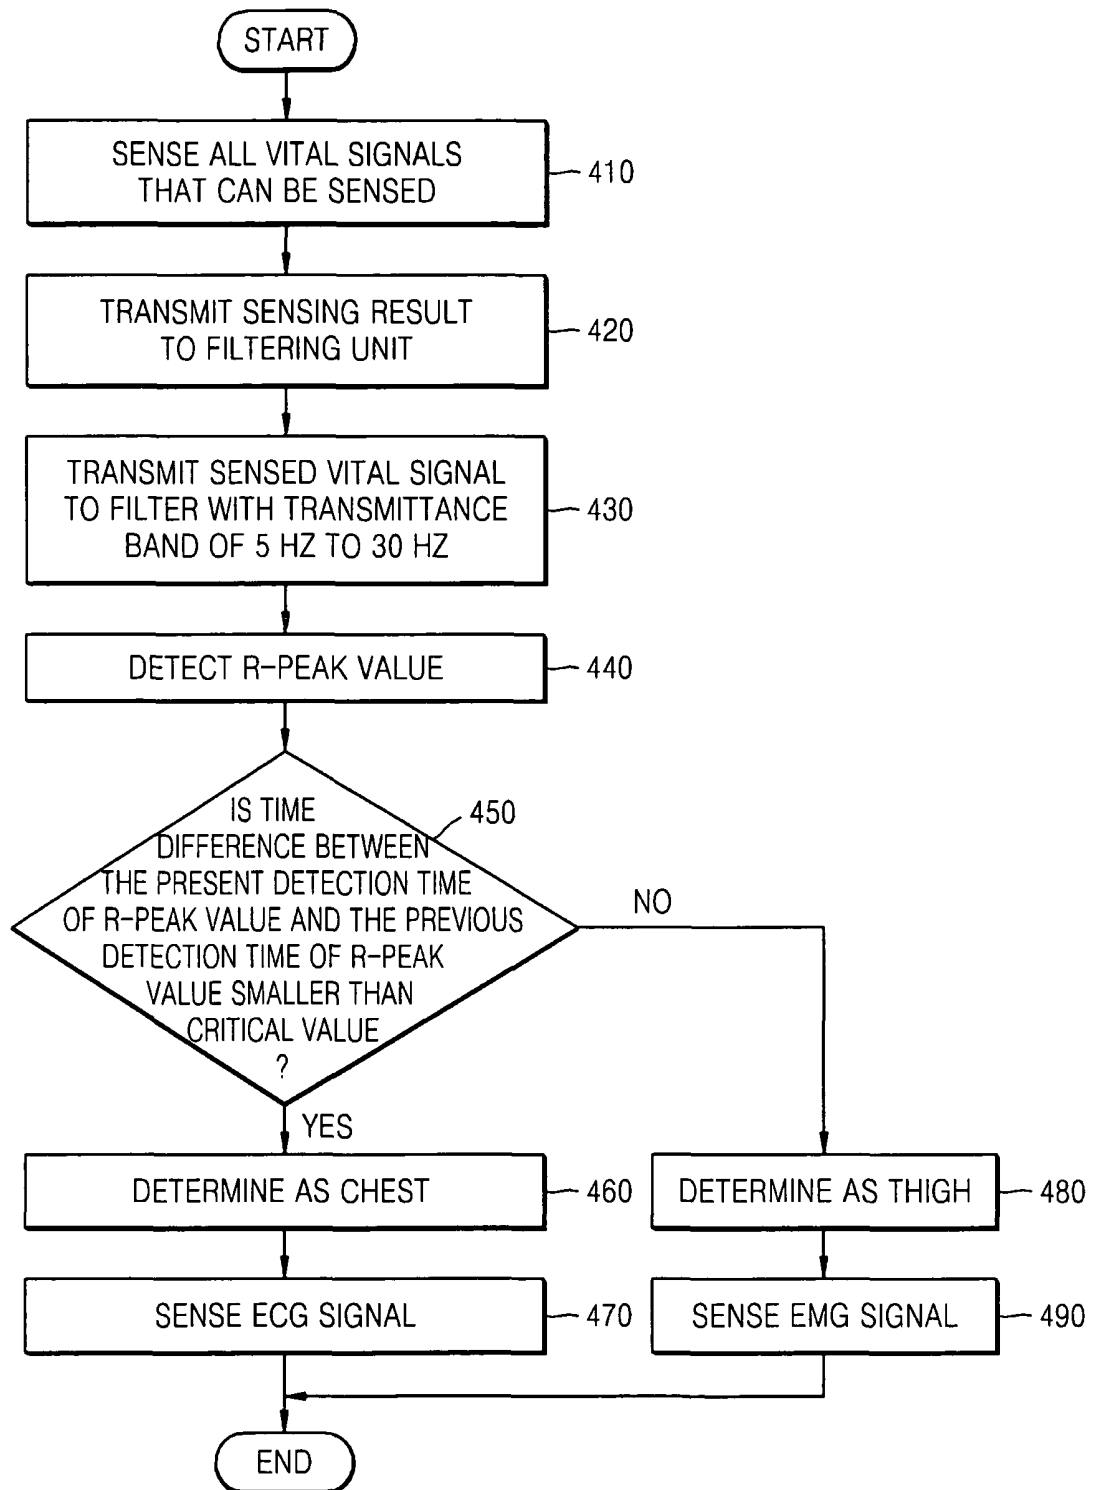 START
SENSE ALL VITAL SIGNALS
THAT CAN BE SENSED
410
TRANSMIT SENSING RESULT
TO FILTERING UNIT
420
TRANSMIT SENSED VITAL SIGNAL
TO FILTER WITH TRANSMITTANCE
BAND OF 5 HZ TO 30 HZ
430
DETECT R-PEAK VALUE
440
IS TIME
DIFFERENCE BETWEEN
THE PRESENT DETECTION TIME
OF R-PEAK VALUE AND THE PREVIOUS
DETECTION TIME OF R-PEAK
VALUE SMALLER THAN
CRITICAL VALUE
?
450
NO
YES
DETERMINE AS CHEST
460
DETERMINE AS THIGH
480
SENSE ECG SIGNAL
470
SENSE EMG SIGNAL
490
END